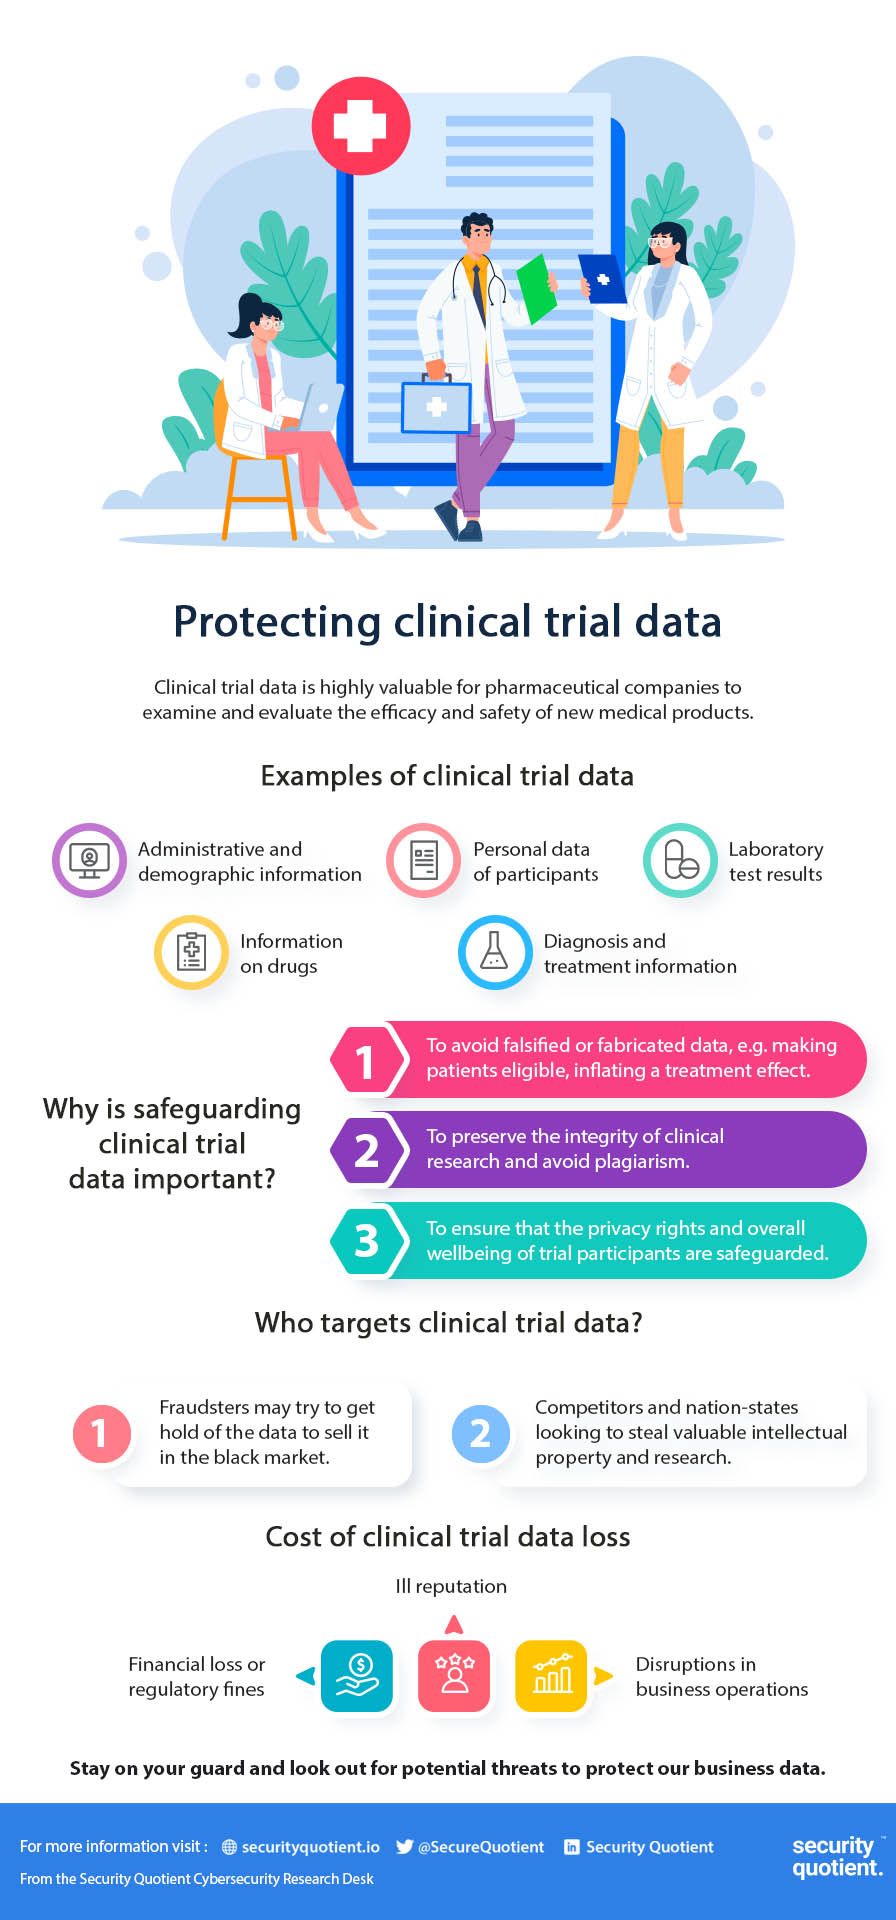 Protecting clinical trial data
Clinical trial data is highly valuable for pharmaceutical companies to
examine and evaluate the efficacy and safety of new medical products.
Examples of clinical trial data
Administrative and
demographic information
Personal data
of participants
Laboratory
test results
Information
on drugs
Diagnosis and
treatment information
Why is safeguarding
clinical trial
data important?
1
To avoid falsified or fabricated data, e.g. making
patients eligible, inflating a treatment effect.
2
To preserve the integrity of clinical
research and avoid plagiarism.
3
To ensure that the privacy rights and overall
wellbeing of trial participants are safeguarded.
Who targets clinical trial data?
1
Fraudsters may try to get
hold of the data to sell it
in the black market.
2
Competitors and nation-states
looking to steal valuable intellectual
property and research.
Cost of clinical trial data loss
Ill reputation
Financial loss or
regulatory fines
$
Disruptions in
business operations
Stay on your guard and look out for potential threats to protect our business data.
For more information visit : securityquotient.io @SecureQuotient in Security Quotient
From the Security Quotient Cybersecurity Research Desk
security ™
quotient.